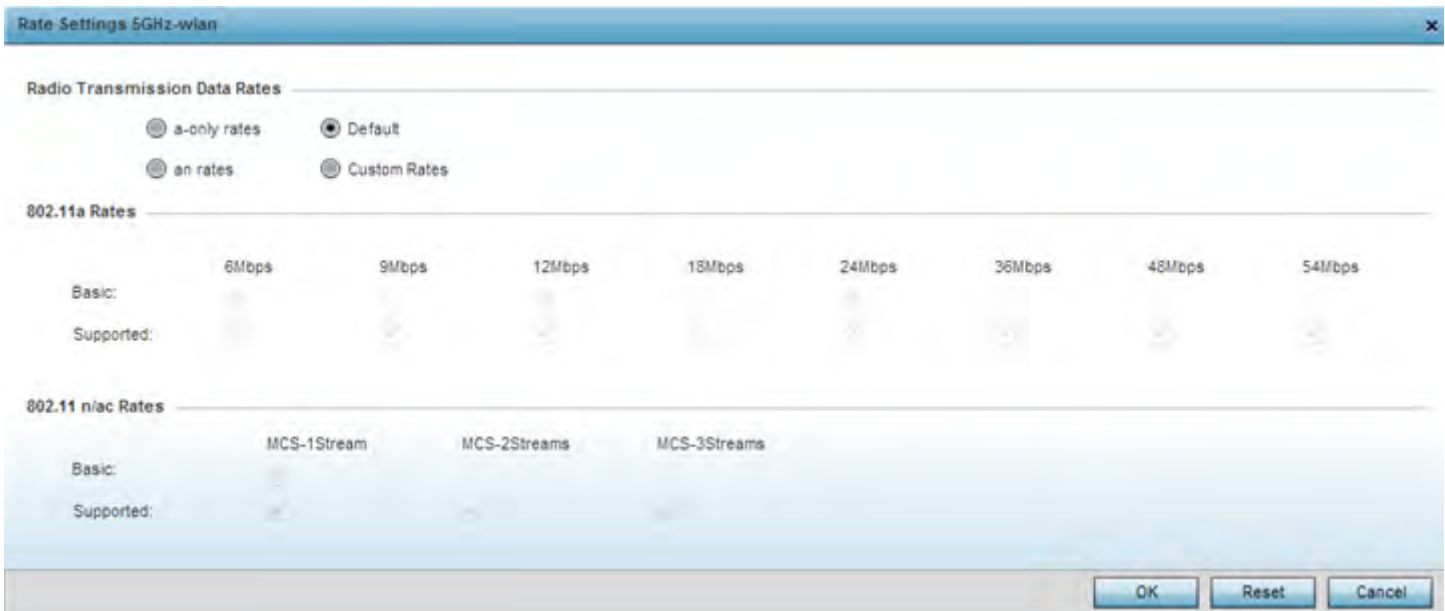 Rate Settings 5GHz-wlan
Radio Transmission Data Rates
a-only rates Default
an rates Custom Rates
802.11a Rates
6Mbps 9Mbps 12Mbps 18Mbps 24Mbps 36Mbps 48Mbps 54Mbps
Basic:
Supported:
802.11 n/ac Rates
MCS-1Stream MCS-2Streams MCS-3Streams
Basic:
Supported:
OK Reset Cancel